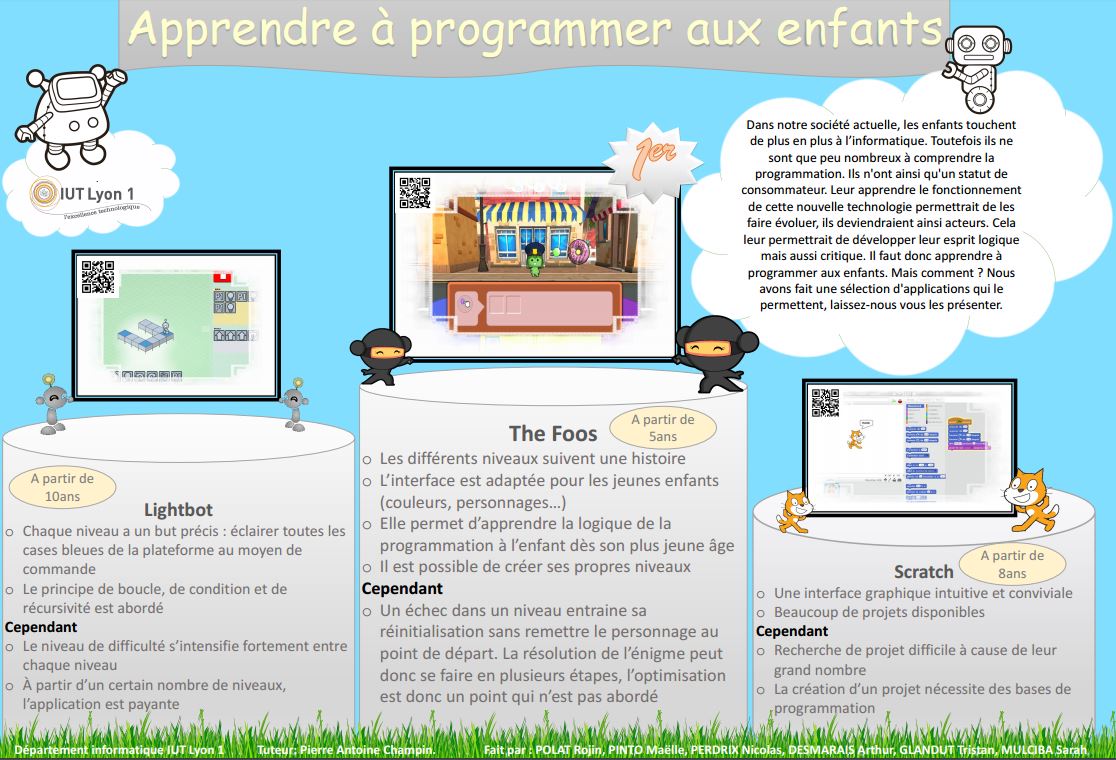 Apprendre à programmer aux enfants
IUT Lyon 1
l'excellence technologique
1er
Dans notre société actuelle, les enfants touchent
de plus en plus à l'informatique. Toutefois ils ne
sont que peu nombreux à comprendre la
programmation. Ils n'ont ainsi qu'un statut de
consommateur. Leur apprendre le fonctionnement
de cette nouvelle technologie permettrait de les
faire évoluer, ils deviendraient ainsi acteurs. Cela
leur permettrait de développer leur esprit logique
mais aussi critique. Il faut donc apprendre à
programmer aux enfants. Mais comment ? Nous
avons fait une sélection d'applications qui le
permettent, laissez-nous vous les présenter.
A partir de
10ans
Lightbot
o Chaque niveau a un but précis : éclairer toutes les
cases bleues de la plateforme au moyen de
commande
o Le principe de boucle, de condition et de
récursivité est abordé
Cependant
o Le niveau de difficulté s'intensifie fortement entre
chaque niveau
o À partir d'un certain nombre de niveaux,
l'application est payante
The Foos
A partir de
5ans
o Les différents niveaux suivent une histoire
o L'interface est adaptée pour les jeunes enfants
(couleurs, personnages…)
o Elle permet d'apprendre la logique de la
programmation à l'enfant dès son plus jeune âge
o Il est possible de créer ses propres niveaux
Cependant
o Un échec dans un niveau entraine sa
réinitialisation sans remettre le personnage au
point de départ. La résolution de l'énigme peut
donc se faire en plusieurs étapes, l'optimisation
est donc un point qui n'est pas abordé
Scratch
A partir de
8ans
o Une interface graphique intuitive et conviviale
o Beaucoup de projets disponibles
Cependant
o Recherche de projet difficile à cause de leur
grand nombre
o La création d'un projet nécessite des bases de
programmation
Département informatique IUT Lyon 1 Tuteur: Pierre Antoine Champin. Fait par : POLAT Rojin, PINTO Maëlle, PERDRIX Nicolas, DESMARAIS Arthur, GLANDUT Tristan, MULCIBA Sarah